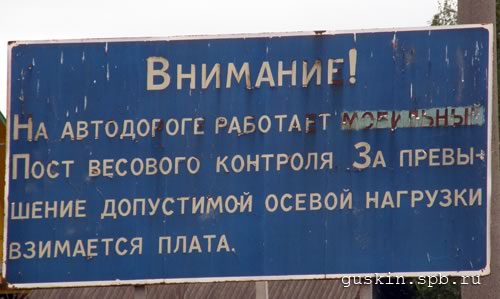 Внимание!
На автодороге работает мобильный
Пост весового контроля За превы-
шение допустимой осевой нагрузки
взимается плата.
guskin.spb.ru